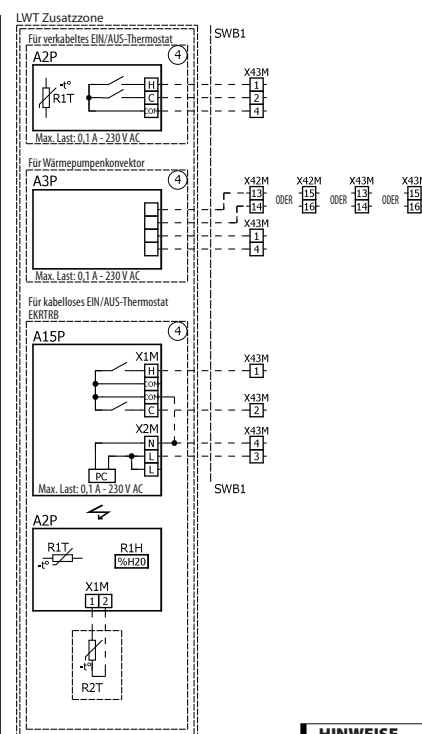 LWT Zusatzzone
SWB1
Für verkabeltes EIN/AUS-Thermostat
4
A2P
-t°
R1T
H
C
COM
X43M
1
2
4
Max. Last: 0,1 A - 230 V AC
Für Wärmepumpenkonvektor
4
A3P
X42M X42M X43M X43M
13 ODER 15 ODER 13 ODER 15
14 16 14 16
X43M
1
4
Max. Last: 0,1 A - 230 V AC
Für kabelloses EIN/AUS-Thermostat
EKRTRB
4
A15P
X1M
H
COM
COM
C
X43M
1
X43M
2
X2M
N
L
L
X43M
4
3
PC
Max. Last: 0,1 A - 230 V AC
SWB1
A2P
R1T R1H
-t° %H20
X1M
1 2
-t°
R2T
HINWEISE